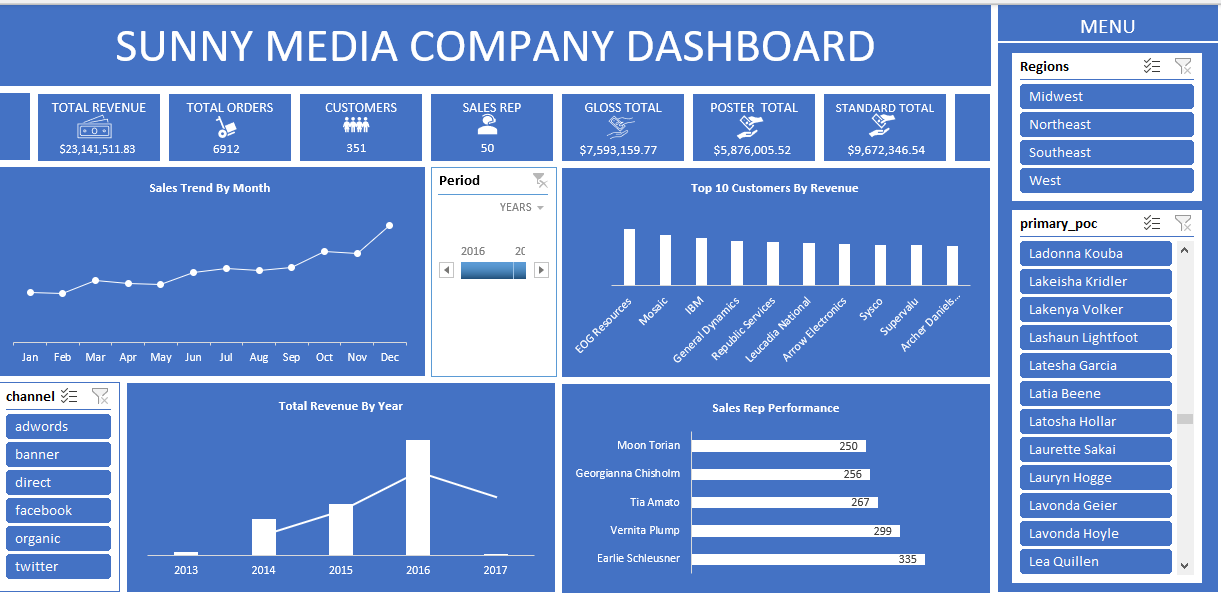 SUNNY MEDIA COMPANY DASHBOARD
MENU
TOTAL REVENUE
$23,141,511.83
TOTAL ORDERS
6912
CUSTOMERS
351
SALES REP
50
GLOSS TOTAL
$7,593,159.77
POSTER TOTAL
$5,876,005.52
STANDARD TOTAL
$9,672,346.54
Regions
Midwest
Northeast
Southeast
West
Sales Trend By Month
Jan Feb Mar Apr May Jun Jul Aug Sep Oct Nov Dec
Period
YEARS
2016 20
Top 10 Customers By Revenue
EOG Resources
Mosaic
IBM
General Dynamics
Republic Services
Leucadia National
Arrow Electronics
Sysco
Supervalu
Archer Daniels...
primary_poc
Ladonna Kouba
Lakeisha Kridler
Lakenya Volker
Lashaun Lightfoot
Latesha Garcia
Latia Beene
Latosha Hollar
Laurette Sakai
Lauryn Hogge
Lavonda Geier
Lavonda Hoyle
Lea Quillen
channel
adwords
banner
direct
facebook
organic
twitter
Total Revenue By Year
2013 2014 2015 2016 2017
Sales Rep Performance
Moon Torian 250
Georgianna Chisholm 256
Tia Amato 267
Vernita Plump 299
Earlie Schleusner 335